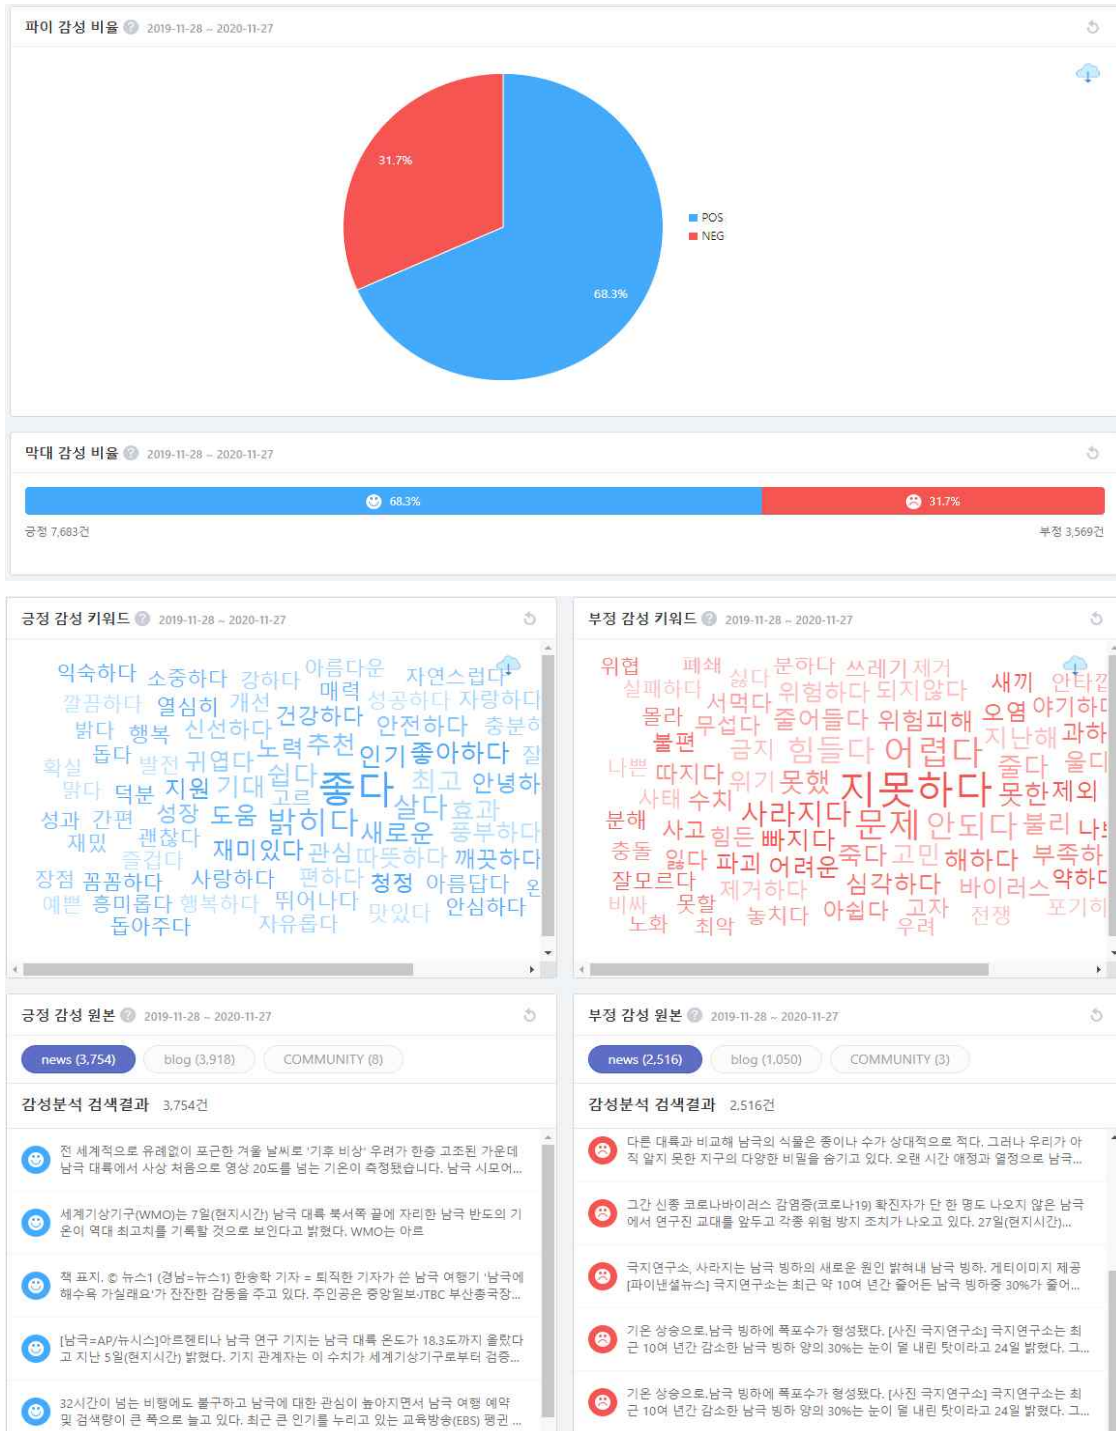 파이 감성 비율 ? 2019-11-28 ~ 2020-11-27
31.7%
68.3%
POS
NEG
막대 감성 비율 ? 2019-11-28 ~ 2020-11-27
68.3%
31.7%
긍정 7,683건
부정 3,569건
긍정 감성 키워드 ? 2019-11-28 ~ 2020-11-27
익숙하다 소중하다 강하다 아름다운 자연스럽다
깔끔하다 열심히 개선 매력 성공하다 자랑하다
밝다 행복 신선하다 건강하다 안전하다
확실 돕다 발전 귀엽다 노력 추천 인기 좋아하다
맑다 덕분 지원 기대 쉽다 고르 좋다 최고
성과 간편 성장 도움 밝히다 살다 효과
재밌 괜찮다 새로운 풍부하다
즐겁다 재미있다 관심 따뜻하다 깨끗하다
장점 꼼꼼하다 사랑하다 편하다 청정 아름답다
예쁜 흥미롭다 행복하다 뛰어나다 맛있다 안심하다
돕아주다 자유롭다
부정 감성 키워드 ? 2019-11-28 ~ 2020-11-27
위협 폐쇄 싫다 분하다 쓰레기 제거
실패하다 서먹다 위험하다 되지않다 새끼
몰라 무섭다 줄어들다 위험피해 오염
불편 금지 힘들다 어렵다 지난해
나쁜 따지다 위기 못했 지못하다 줄다 울다
사태 수치 못한 제외
분해 사고 힘든 사라지다 문제 안되다 불리
충돌 잃다 파괴 빠지다 어려운 죽다 고민 해하다
잘모르다 제거하다 심각하다 바이러스
비싸 못할 놓치다 아쉽다 고자 전쟁
노화 최악 우려
긍정 감성 원본 ? 2019-11-28 ~ 2020-11-27
news (3,754) blog (3,918) COMMUNITY (8)
감성분석 검색결과 3,754건
전 세계적으로 유례없이 포근한 겨울 날씨로 '기후 비상' 우려가 한층 고조된 가운데
남극 대륙에서 사상 처음으로 영상 20도를 넘는 기온이 측정됐습니다. 남극 시모어...
세계기상기구(WMO)는 7일(현지시간) 남극 대륙 북서쪽 끝에 자리한 남극 반도의 기
온이 역대 최고치를 기록할 것으로 보인다고 밝혔다. WMO는 아르
책 표지. © 뉴스1 (경남=뉴스1) 한송학 기자 = 퇴직한 기자가 쓴 남극 여행기 '남극에
해수욕 가실래요'가 잔잔한 감동을 주고 있다. 주인공은 중앙일보·JTBC 부산총국장...
[남극=AP/뉴시스]아르헨티나 남극 연구 기지는 남극 대륙 온도가 18.3도까지 올랐다
고 지난 5일(현지시간) 밝혔다. 기지 관계자는 이 수치가 세계기상기구로부터 검증...
32시간이 넘는 비행에도 불구하고 남극에 대한 관심이 높아지면서 남극 여행 예약
및 검색량이 큰 폭으로 늘고 있다. 최근 큰 인기를 누리고 있는 교육방송(EBS) 펭귄 ...
부정 감성 원본 ? 2019-11-28 ~ 2020-11-27
news (2,516) blog (1,050) COMMUNITY (3)
감성분석 검색결과 2,516건
다른 대륙과 비교해 남극의 식물은 종이나 수가 상대적으로 적다. 그러나 우리가 아
직 알지 못한 지구의 다양한 비밀을 숨기고 있다. 오랜 시간 애정과 열정으로 남극...
그간 신종 코로나바이러스 감염증(코로나19) 확진자가 단 한 명도 나오지 않은 남극
에서 연구진 교대를 앞두고 각종 위험 방지 조치가 나오고 있다. 27일(현지시간)...
극지연구소, 사라지는 남극 빙하의 새로운 원인 밝혀내 남극 빙하. 게티이미지 제공
[파이낸셜뉴스] 극지연구소는 최근 약 10여 년간 줄어든 남극 빙하중 30%가 줄어...
기온 상승으로.남극 빙하에 폭포수가 형성됐다. [사진 극지연구소] 극지연구소는 최
근 10여 년간 감소한 남극 빙하 양의 30%는 눈이 덜 내린 탓이라고 24일 밝혔다. 그...
기온 상승으로.남극 빙하에 폭포수가 형성됐다. [사진 극지연구소] 극지연구소는 최
근 10여 년간 감소한 남극 빙하 양의 30%는 눈이 덜 내린 탓이라고 24일 밝혔다. 그...